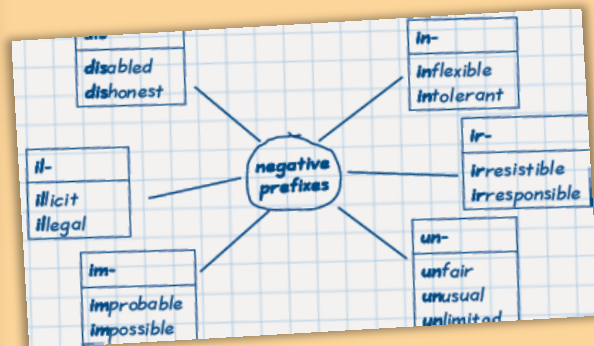 dis-
disabled
dishonest
in-
inflexible
intolerant
negative
prefixes
il-
illicit
illegal
ir-
irresistible
irresponsible
im-
improbable
impossible
un-
unfair
unusual
unlimited